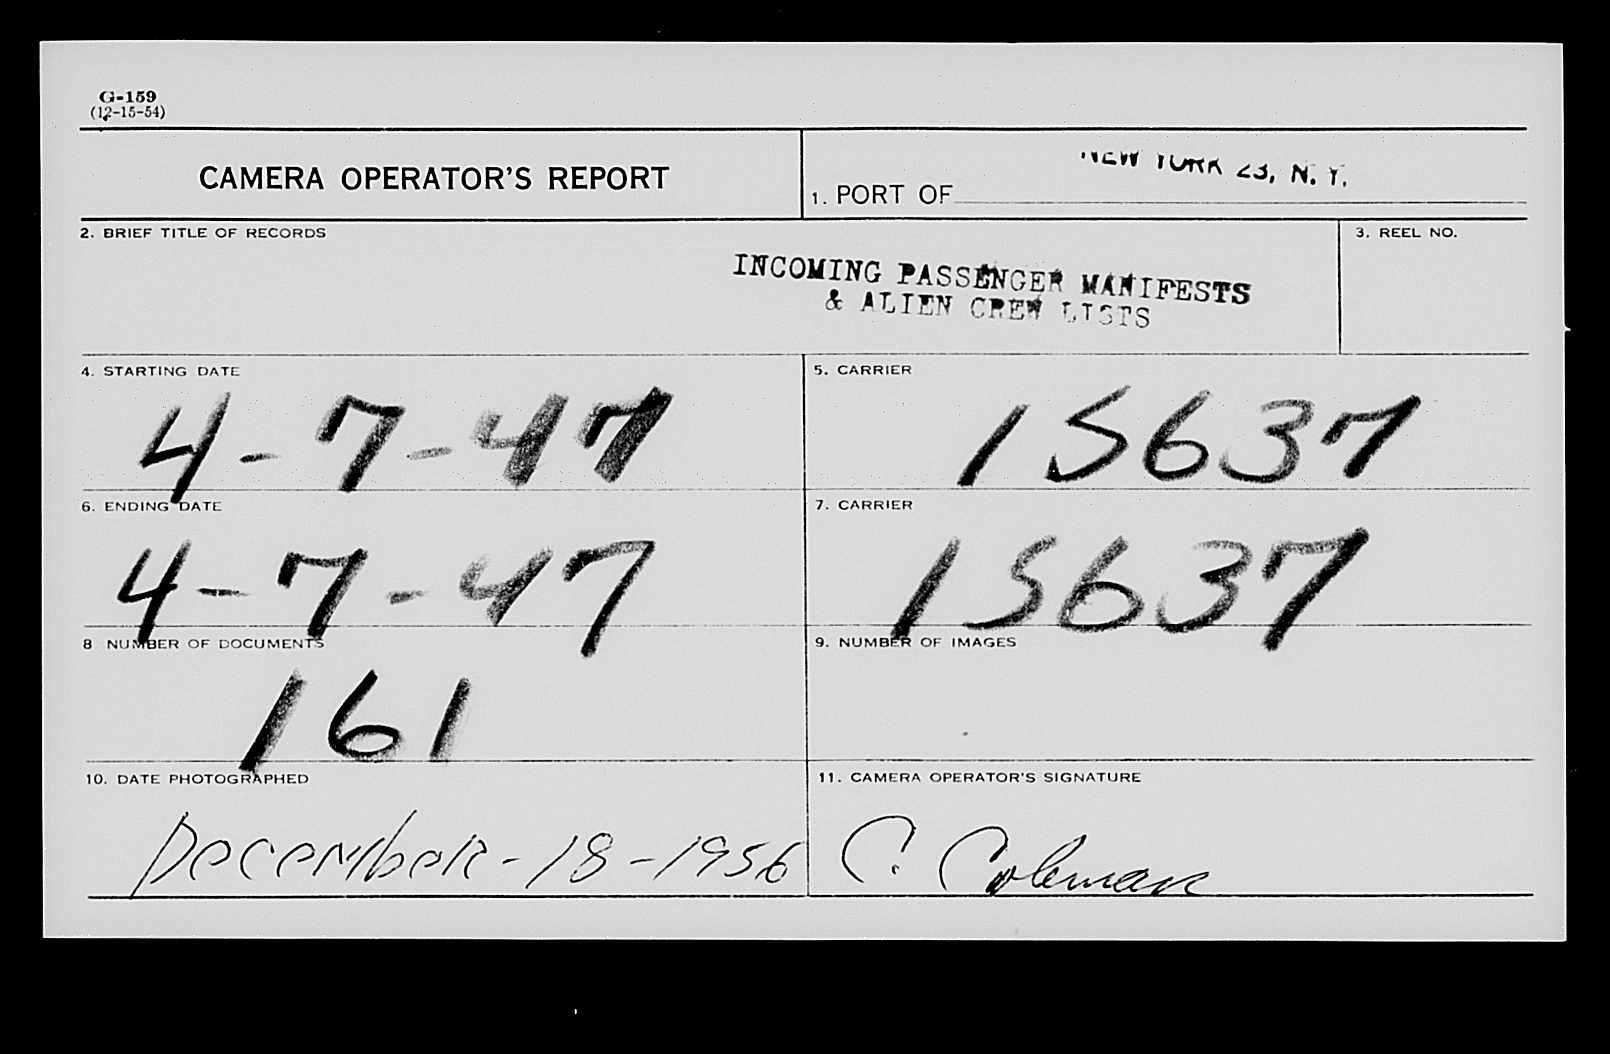 G-159
(12-15-54)
CAMERA OPERATOR'S REPORT
1. PORT OF NEW YORK 23, N. Y.
2. BRIEF TITLE OF RECORDS
INCOMING PASSENGER MANIFESTS
& ALIEN CREW LISTS
3. REEL NO.
4. STARTING DATE
4-7-47
5. CARRIER
15637
6. ENDING DATE
4-7-47
7. CARRIER
15637
8 NUMBER OF DOCUMENTS
161
9. NUMBER OF IMAGES
10. DATE PHOTOGRAPHED
December-18-1956
11. CAMERA OPERATOR'S SIGNATURE
C. Coleman